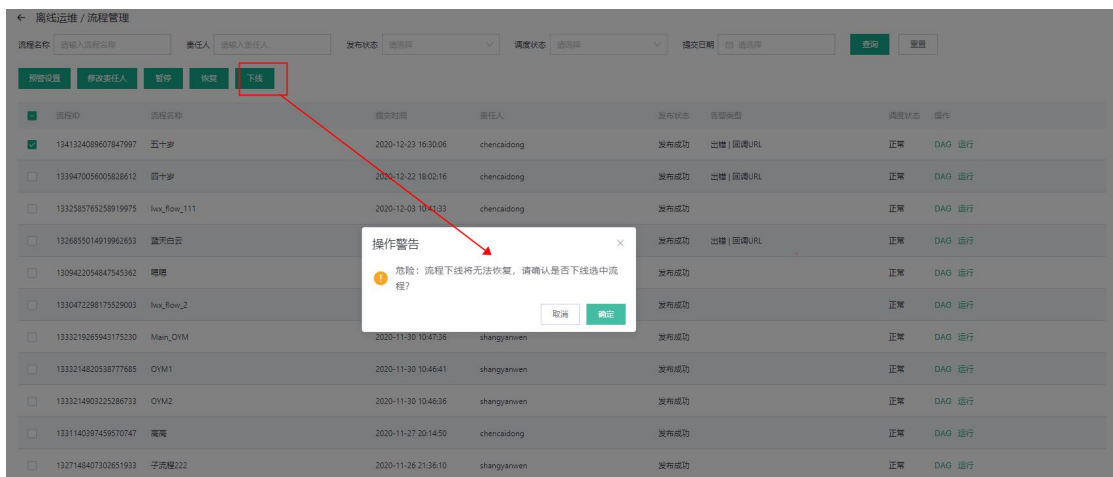 ← 离线运维 / 流程管理
流程名称 请输入流程名称 责任人 请输入责任人 发布状态 请选择 调度状态 请选择 提交日期 请选择 查询 重置
预警设置 修改责任人 暂停 恢复 下线
流程ID 流程名称 提交时间 责任人 发布状态 告警类型 调度状态 操作
1341324089607847997 五十岁 2020-12-23 16:30:06 chencaidong 发布成功 出错 | 回调URL 正常 DAG 运行
1339470056005828612 四十岁 2020-12-22 18:02:16 chencaidong 发布成功 出错 | 回调URL 正常 DAG 运行
1332585765258919975 lwx_flow_111 2020-12-03 10:41:33 chencaidong 发布成功 正常 DAG 运行
1326855014919962653 蓝天白云 发布成功 出错 | 回调URL 正常 DAG 运行
1309422054847545362 嗯嗯 发布成功 正常 DAG 运行
1330472298175529003 lwx_flow_2 发布成功 正常 DAG 运行
操作警告
危险：流程下线将无法恢复，请确认是否下线选中流
程?
取消 确定
1333219265943175230 Main_OYM 2020-11-30 10:47:36 shangyanwen 发布成功 正常 DAG 运行
1333214820538777685 OYM1 2020-11-30 10:46:41 shangyanwen 发布成功 正常 DAG 运行
1333214903225286733 OYM2 2020-11-30 10:46:36 shangyanwen 发布成功 正常 DAG 运行
1331140397459570747 亮亮 2020-11-27 20:14:50 chencaidong 发布成功 正常 DAG 运行
1327148407302651933 子流程222 2020-11-26 21:36:10 shangyanwen 发布成功 正常 DAG 运行